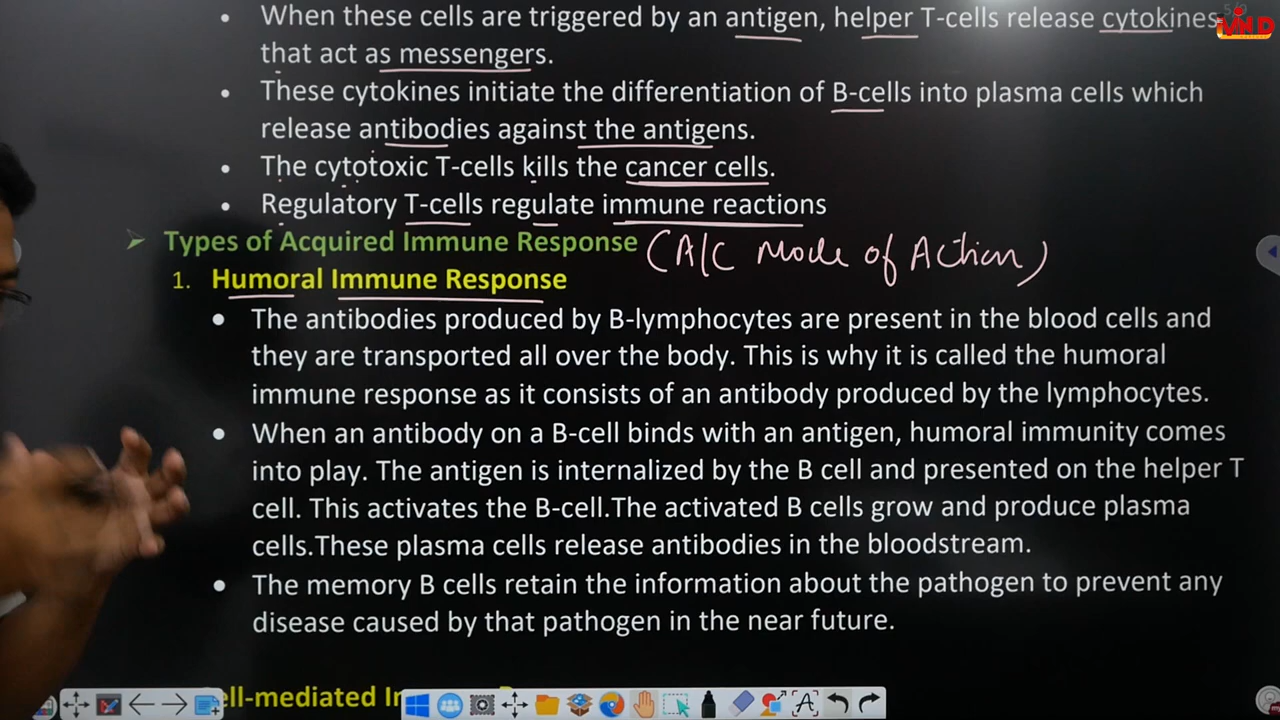 When these cells are triggered by an antigen, helper T-cells release cytokines
that act as messengers.
These cytokines initiate the differentiation of B-cells into plasma cells which
release antibodies against the antigens.
The cytotoxic T-cells kills the cancer cells.
Regulatory T-cells regulate immune reactions
Types of Acquired Immune Response (A/C Mode of Action)
1. Humoral Immune Response
The antibodies produced by B-lymphocytes are present in the blood cells and
they are transported all over the body. This is why it is called the humoral
immune response as it consists of an antibody produced by the lymphocytes.
When an antibody on a B-cell binds with an antigen, humoral immunity comes
into play. The antigen is internalized by the B cell and presented on the helper T
cell. This activates the B-cell.The activated B cells grow and produce plasma
cells.These plasma cells release antibodies in the bloodstream.
The memory B cells retain the information about the pathogen to prevent any
disease caused by that pathogen in the near future.
ell-mediated